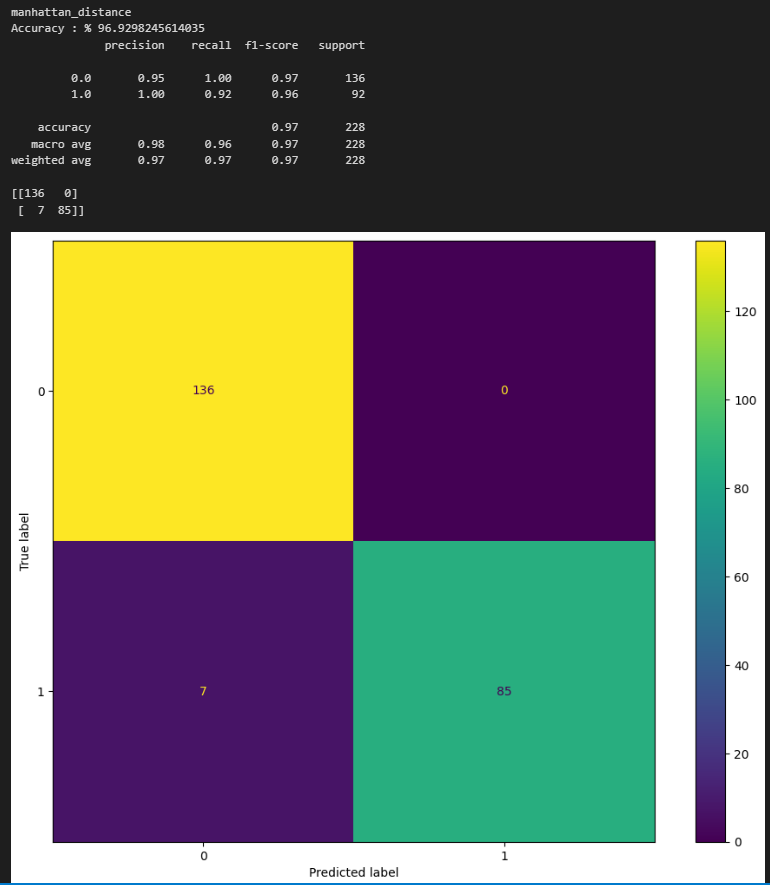 manhattan_distance
Accuracy : % 96.9298245614035
precision recall f1-score support
0.0 0.95 1.00 0.97 136
1.0 1.00 0.92 0.96 92
accuracy 0.97 228
macro avg 0.98 0.96 0.97 228
weighted avg 0.97 0.97 0.97 228
[[136 0]
[ 7 85]]
120
136 0
0
100
80
True label
60
40
1
7 85
20
0
0 1
Predicted label